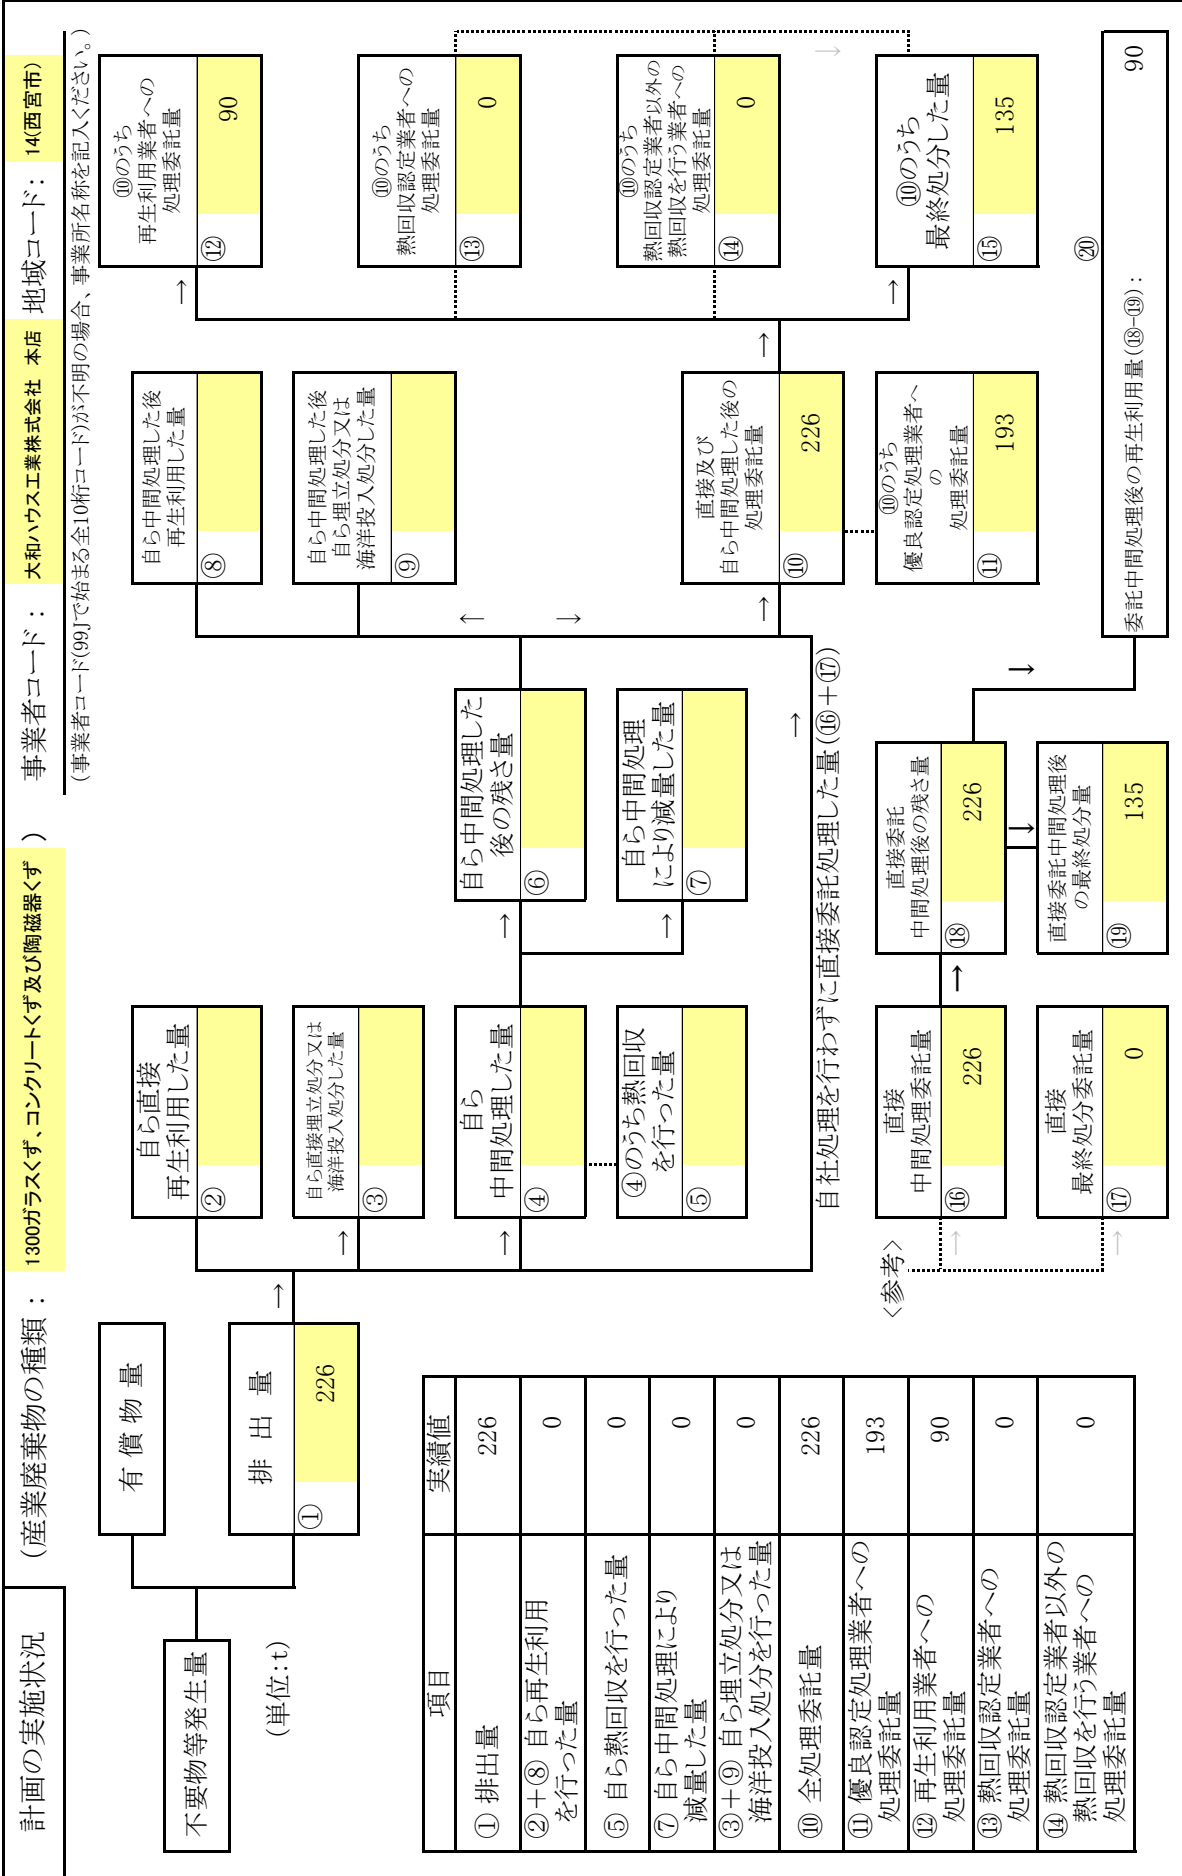 計画の実施状況
(産業廃棄物の種類：
1300ガラスくず、コンクリートくず及び陶磁器くず
)
事業者コード：
大和ハウス工業株式会社 本店
地域コード：
14(西宮市)
(事業者コード(99Jで始まる全10桁コード)が不明の場合、事業所名称を記入ください。)
不要物等発生量
(単位:t)
有償物量
排出量
①
226
→
自ら直接
再生利用した量
②
→
自ら直接埋立処分又は
海洋投入処分した量
③
→
自ら
中間処理した量
④
④のうち熱回収
を行った量
⑤
→
自ら中間処理した
後の残さ量
⑥
→
自ら中間処理
により減量した量
⑦
↑
↓
自ら中間処理した後
再生利用した量
⑧
自ら中間処理した後
自ら埋立処分又は
海洋投入処分した量
⑨
→
自社処理を行わずに直接委託処理した量(⑯＋⑰)
→
直接及び
自ら中間処理した後の
処理委託量
⑩
226
⑩のうち
優良認定処理業者へ
の
処理委託量
⑪
193
→
→
⑩のうち
再生利用業者への
処理委託量
⑫
90
⑩のうち
熱回収認定業者への
処理委託量
⑬
0
⑩のうち
熱回収認定業者以外の
熱回収を行う業者への
処理委託量
⑭
0
→
↓
⑩のうち
最終処分した量
⑮
135
<参考>
→
直接
中間処理委託量
⑯
226
→
直接
最終処分委託量
⑰
0
→
直接委託
中間処理後の残さ量
⑱
226
↓
直接委託中間処理後
の最終処分量
⑲
135
↓
⑳
委託中間処理後の再生利用量(⑱-⑲)：
90
項目
実績値
① 排出量
226
②＋⑧ 自ら再生利用
を行った量
0
⑤ 自ら熱回収を行った量
0
⑦ 自ら中間処理により
減量した量
0
③＋⑨ 自ら埋立処分又は
海洋投入処分を行った量
0
⑩ 全処理委託量
226
⑪ 優良認定処理業者への
処理委託量
193
⑫ 再生利用業者への
処理委託量
90
⑬ 熱回収認定業者への
処理委託量
0
⑭ 熱回収認定業者以外の
熱回収を行う業者への
処理委託量
0